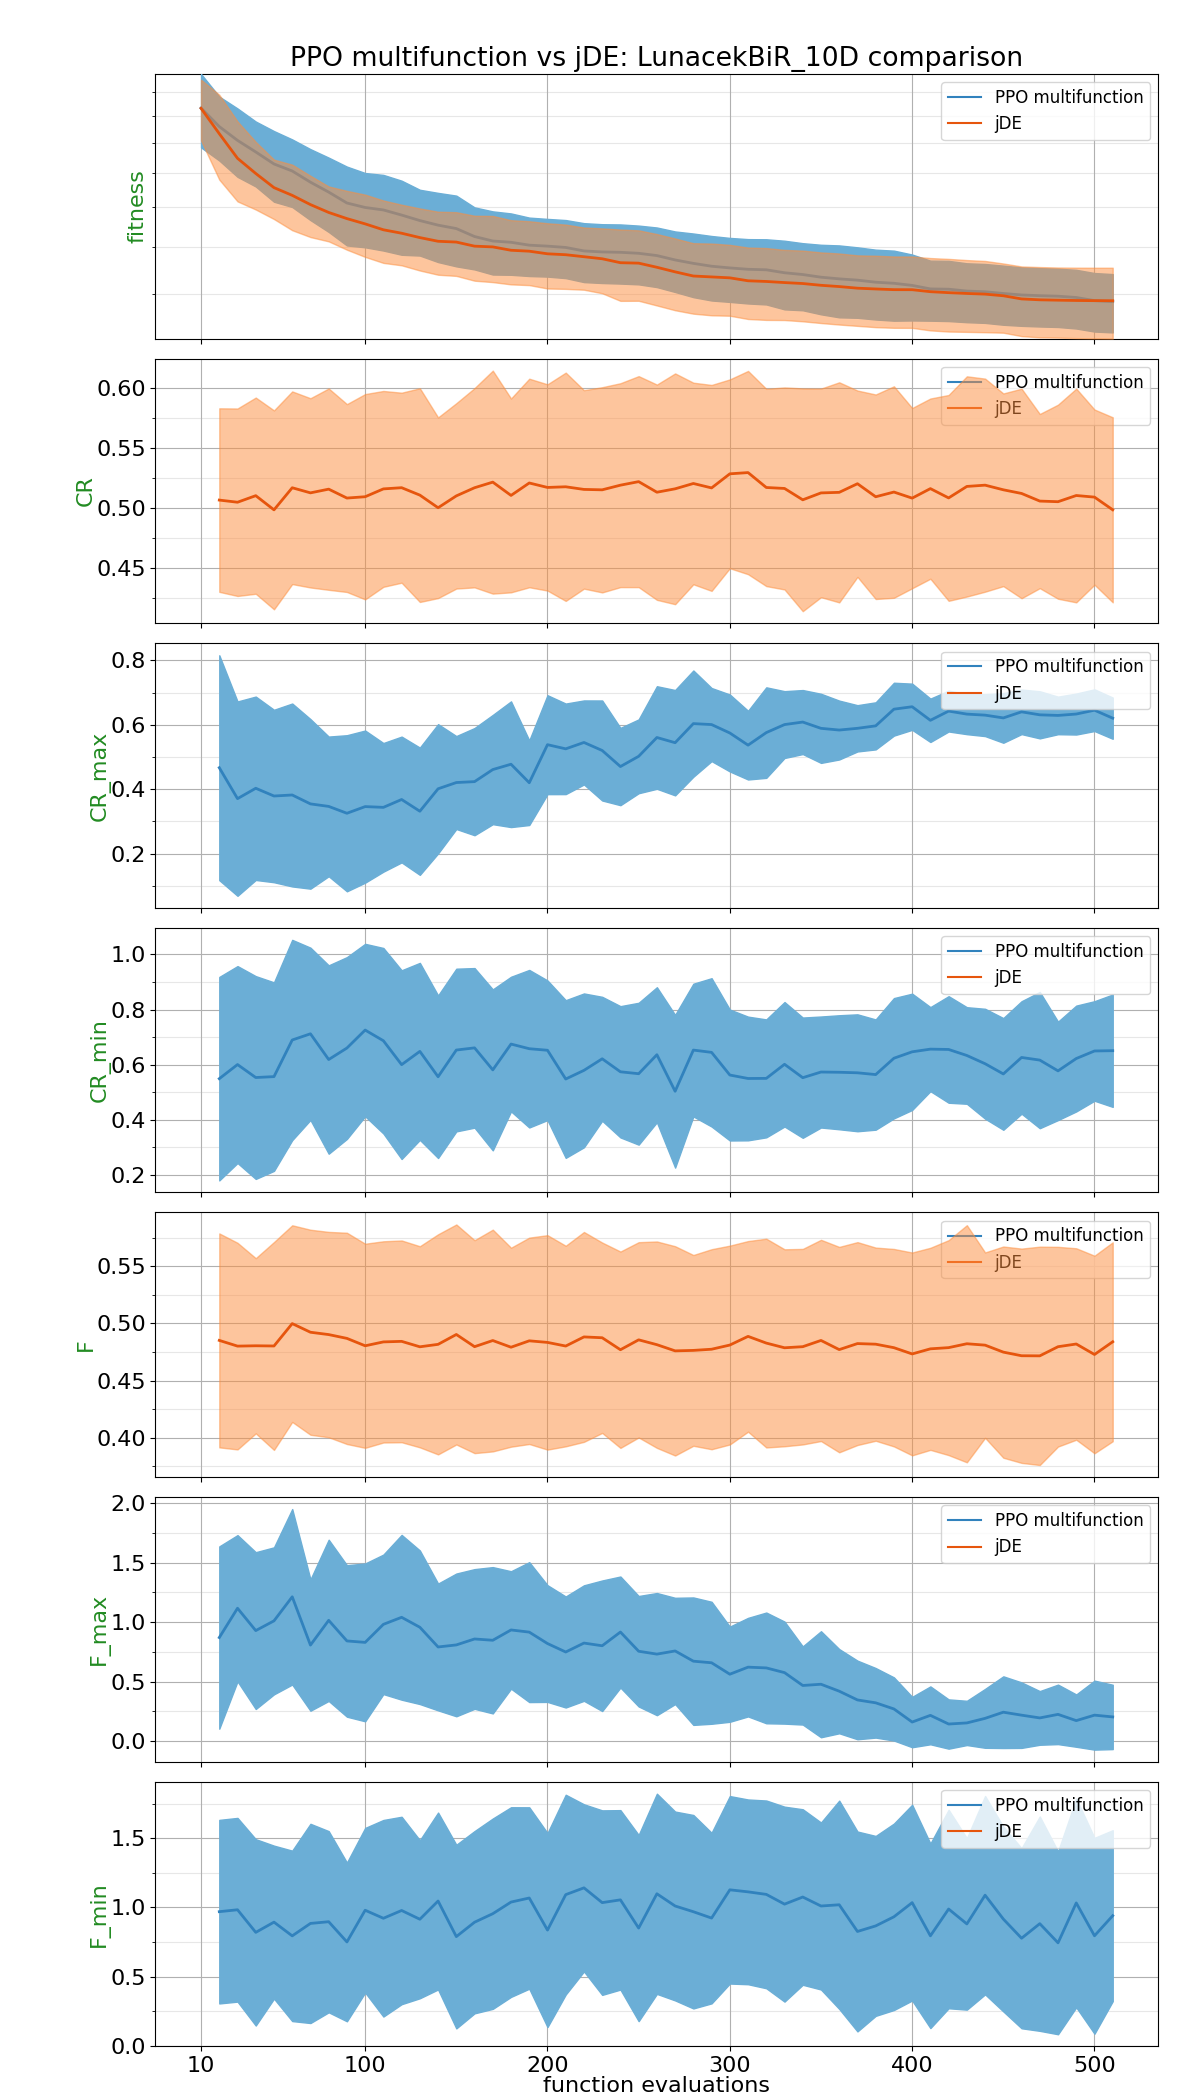 PPO multifunction vs jDE: LunacekBiR_10D comparison
fitness
PPO multifunction
jDE
CR
0.60
0.55
0.50
0.45
PPO multifunction
jDE
CR_max
0.8
0.6
0.4
0.2
PPO multifunction
jDE
CR_min
1.0
0.8
0.6
0.4
0.2
PPO multifunction
jDE
F
0.55
0.50
0.45
0.40
PPO multifunction
jDE
F_max
2.0
1.5
1.0
0.5
0.0
PPO multifunction
jDE
F_min
1.5
1.0
0.5
0.0
PPO multifunction
jDE
10 100 200 300 400 500
function evaluations